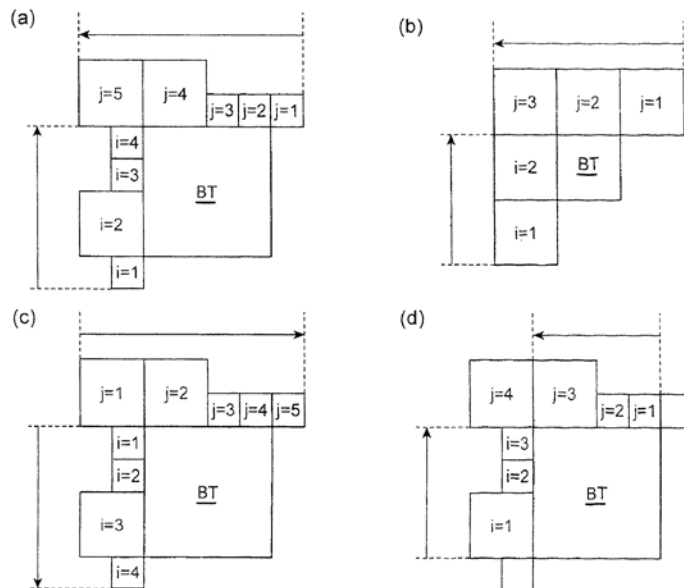 (a)
j=5 j=4 j=3 j=2 j=1
i=4
i=3
BT
i=2
i=1
(b)
j=3 j=2 j=1
i=2 BT
i=1
(c)
j=1 j=2 j=3 j=4 j=5
i=1
i=2
BT
i=3
i=4
(d)
j=4 j=3 j=2 j=1
i=3
i=2
BT
i=1